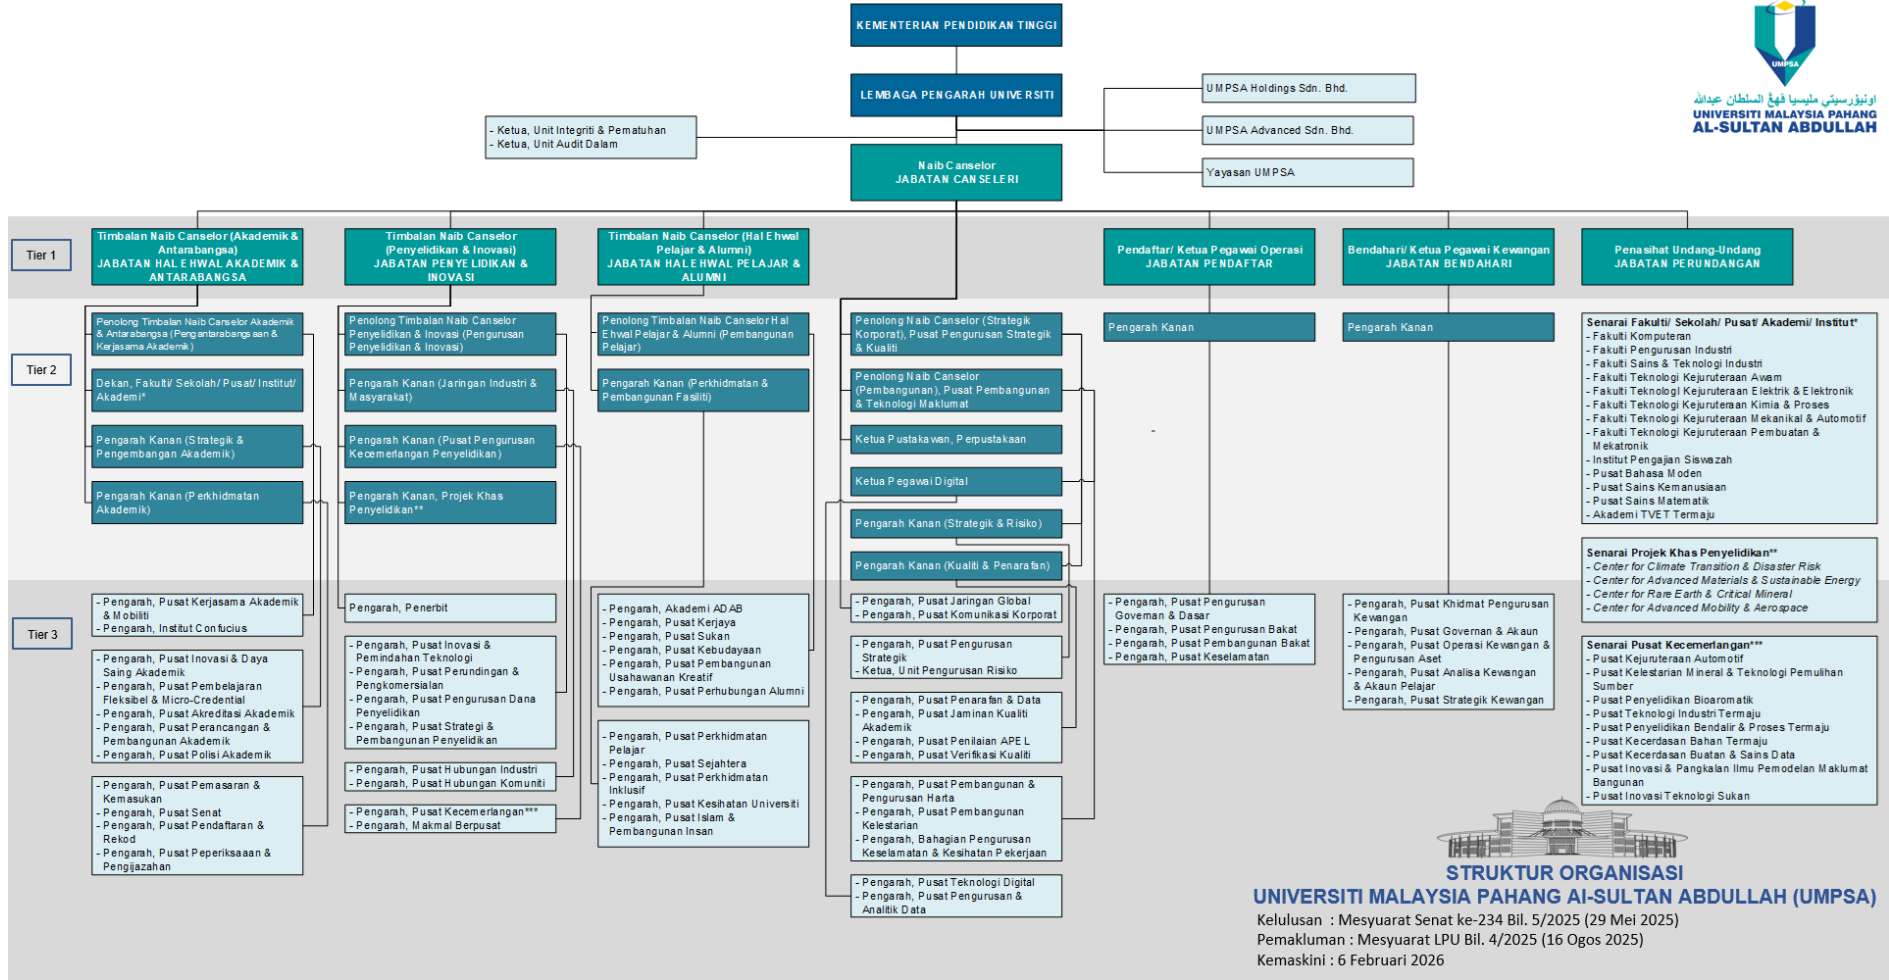 KEMENTERIAN PENDIDIKAN TINGGI
LEMBAGA PENGARAH UNIVERSITI
UMPSA Holdings Sdn. Bhd.
UMPSA Advanced Sdn. Bhd.
Yayasan UMPSA
- Ketua, Unit Integriti & Pematuhan
- Ketua, Unit Audit Dalam
Naib Canselor
JABATAN CANSELERI
UMPSA
اونيۏرسيتي مليسيا ڤهڠ السلطان عبدالله
UNIVERSITI MALAYSIA PAHANG
AL-SULTAN ABDULLAH
Tier 1
Timbalan Naib Canselor (Akademik &
Antarabangsa)
JABATAN HAL EHWAL AKADEMIK &
ANTARABANGSA
Timbalan Naib Canselor
(Penyelidikan & Inovasi)
JABATAN PENYELIDIKAN &
INOVASI
Timbalan Naib Canselor (Hal Ehwal
Pelajar & Alumni)
JABATAN HAL EHWAL PELAJAR &
ALUMNI
Pendaftar/ Ketua Pegawai Operasi
JABATAN PENDAFTAR
Bendahari/ Ketua Pegawai Kewangan
JABATAN BENDAHARI
Penasihat Undang-Undang
JABATAN PERUNDANGAN
Tier 2
Penolong Timbalan Naib Canselor Akademik
& Antarabangsa (Pengantarabangsaan &
Kerjasama Akademik)
Dekan, Fakulti/ Sekolah/ Pusat/ Institut/
Akademi*
Pengarah Kanan (Strategik &
Pengembangan Akademik)
Pengarah Kanan (Perkhidmatan
Akademik)
Penolong Timbalan Naib Canselor
Penyelidikan & Inovasi (Pengurusan
Penyelidikan & Inovasi)
Pengarah Kanan (Jaringan Industri &
Masyarakat)
Pengarah Kanan (Pusat Pengurusan
Kecemerlangan Penyelidikan)
Pengarah Kanan, Projek Khas
Penyelidikan**
Penolong Timbalan Naib Canselor Hal
Ehwal Pelajar & Alumni (Pembangunan
Pelajar)
Pengarah Kanan (Perkhidmatan &
Pembangunan Fasiliti)
Penolong Naib Canselor (Strategik
Korporat), Pusat Pengurusan Strategik
& Kualiti
Penolong Naib Canselor
(Pembangunan), Pusat Pembangunan
& Teknologi Maklumat
Ketua Pustakawan, Perpustakaan
Ketua Pegawai Digital
Pengarah Kanan (Strategik & Risiko)
Pengarah Kanan (Kualiti & Penarafan)
Pengarah Kanan
-
Pengarah Kanan
Senarai Fakulti/ Sekolah/ Pusat/ Akademi/ Institut*
- Fakulti Komputeran
- Fakulti Pengurusan Industri
- Fakulti Sains & Teknologi Industri
- Fakulti Teknologi Kejuruteraan Awam
- Fakulti Teknologi Kejuruteraan Elektrik & Elektronik
- Fakulti Teknologi Kejuruteraan Kimia & Proses
- Fakulti Teknologi Kejuruteraan Mekanikal & Automotif
- Fakulti Teknologi Kejuruteraan Pembuatan &
Mekatronik
- Institut Pengajian Siswazah
- Pusat Bahasa Moden
- Pusat Sains Kemanusiaan
- Pusat Sains Matematik
- Akademi TVET Termaju
Senarai Projek Khas Penyelidikan**
- Center for Climate Transition & Disaster Risk
- Center for Advanced Materials & Sustainable Energy
- Center for Rare Earth & Critical Mineral
- Center for Advanced Mobility & Aerospace
Senarai Pusat Kecemerlangan***
- Pusat Kejuruteraan Automotif
- Pusat Kelestarian Mineral & Teknologi Pemulihan
Sumber
- Pusat Penyelidikan Bioaromatik
- Pusat Teknologi Industri Termaju
- Pusat Penyelidikan Bendalir & Proses Termaju
- Pusat Kecerdasan Bahan Termaju
- Pusat Kecerdasan Buatan & Sains Data
- Pusat Inovasi & Pangkalan Ilmu Pemodelan Maklumat
Bangunan
- Pusat Inovasi Teknologi Sukan
Tier 3
- Pengarah, Pusat Kerjasama Akademik
& Mobiliti
- Pengarah, Institut Confucius
- Pengarah, Pusat Inovasi & Daya
Saing Akademik
- Pengarah, Pusat Pembelajaran
Fleksibel & Micro-Credential
- Pengarah, Pusat Akreditasi Akademik
- Pengarah, Pusat Perancangan &
Pembangunan Akademik
- Pengarah, Pusat Polisi Akademik
- Pengarah, Pusat Pemasaran &
Kemasukan
- Pengarah, Pusat Senat
- Pengarah, Pusat Pendaftaran &
Rekod
- Pengarah, Pusat Peperiksaaan &
Pengijazahan
Pengarah, Penerbit
- Pengarah, Pusat Inovasi &
Pemindahan Teknologi
- Pengarah, Pusat Perundingan &
Pengkomersialan
- Pengarah, Pusat Pengurusan Dana
Penyelidikan
- Pengarah, Pusat Strategi &
Pembangunan Penyelidikan
- Pengarah, Pusat Hubungan Industri
- Pengarah, Pusat Hubungan Komuniti
- Pengarah, Pusat Kecemerlangan***
- Pengarah, Makmal Berpusat
- Pengarah, Akademi ADAB
- Pengarah, Pusat Kerjaya
- Pengarah, Pusat Sukan
- Pengarah, Pusat Kebudayaan
- Pengarah, Pusat Pembangunan
Usahawanan Kreatif
- Pengarah, Pusat Perhubungan Alumni
- Pengarah, Pusat Perkhidmatan
Pelajar
- Pengarah, Pusat Sejahtera
- Pengarah, Pusat Perkhidmatan
Inklusif
- Pengarah, Pusat Kesihatan Universiti
- Pengarah, Pusat Islam &
Pembangunan Insan
- Pengarah, Pusat Jaringan Global
- Pengarah, Pusat Komunikasi Korporat
- Pengarah, Pusat Pengurusan
Strategik
- Ketua, Unit Pengurusan Risiko
- Pengarah, Pusat Penarafan & Data
- Pengarah, Pusat Jaminan Kualiti
Akademik
- Pengarah, Pusat Penilaian APEL
- Pengarah, Pusat Verifikasi Kualiti
- Pengarah, Pusat Pembangunan &
Pengurusan Harta
- Pengarah, Pusat Pembangunan
Kelestarian
- Pengarah, Bahagian Pengurusan
Keselamatan & Kesihatan Pekerjaan
- Pengarah, Pusat Teknologi Digital
- Pengarah, Pusat Pengurusan &
Analitik Data
- Pengarah, Pusat Pengurusan
Governan & Dasar
- Pengarah, Pusat Pengurusan Bakat
- Pengarah, Pusat Pembangunan Bakat
- Pengarah, Pusat Keselamatan
- Pengarah, Pusat Khidmat Pengurusan
Kewangan
- Pengarah, Pusat Governan & Akaun
- Pengarah, Pusat Operasi Kewangan &
Pengurusan Aset
- Pengarah, Pusat Analisa Kewangan
& Akaun Pelajar
- Pengarah, Pusat Strategik Kewangan
STRUKTUR ORGANISASI
UNIVERSITI MALAYSIA PAHANG Al-SULTAN ABDULLAH (UMPSA)
Kelulusan : Mesyuarat Senat ke-234 Bil. 5/2025 (29 Mei 2025)
Pemakluman : Mesyuarat LPU Bil. 4/2025 (16 Ogos 2025)
Kemaskini : 6 Februari 2026